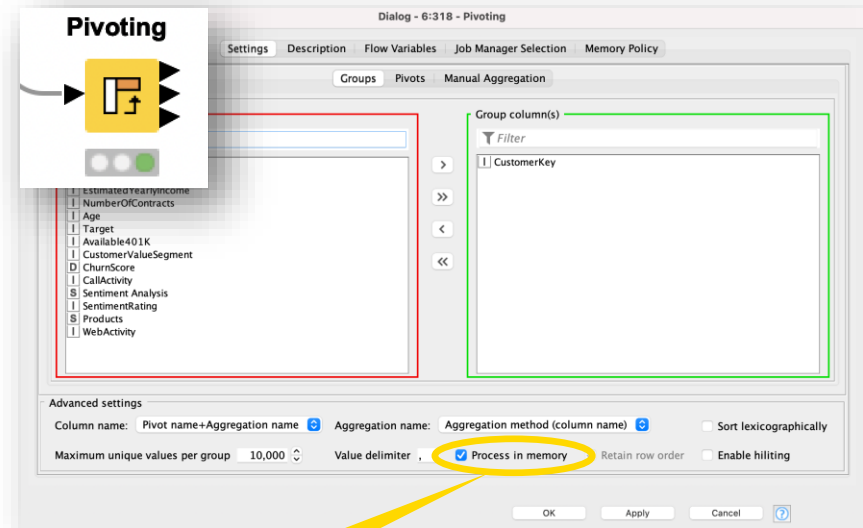 Dialog - 6:318 - Pivoting
Pivoting
Settings Description Flow Variables Job Manager Selection Memory Policy
Groups Pivots Manual Aggregation
Group column(s)
Filter
I CustomerKey
I EstimatedYearlyIncome
I NumberOfContracts
I Age
I Target
I Available401K
I CustomerValueSegment
D ChurnScore
I CallActivity
S Sentiment Analysis
I SentimentRating
S Products
I WebActivity
> 
>>
<
<<
Advanced settings
Column name: Pivot name+Aggregation name Aggregation name: Aggregation method (column name) Sort lexicographically
Maximum unique values per group 10,000 Value delimiter , Process in memory Retain row order Enable hiliting
OK Apply Cancel ?